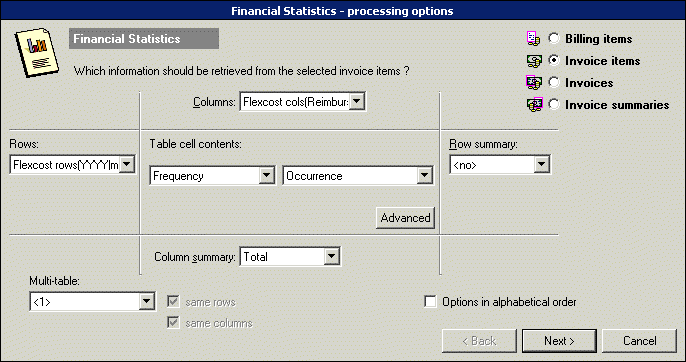 Financial Statistics - processing options
Financial Statistics
Which information should be retrieved from the selected invoice items ?
Billing items
Invoice items
Invoices
Invoice summaries
Columns: Flexcost cols(Reimbur
Rows:
Flexcost rows(YYYY|m
Table cell contents:
Frequency Occurrence
Row summary:
<no>
Advanced
Column summary: Total
Multi-table:
<1>
same rows
same columns
Options in alphabetical order
< Back Next > Cancel